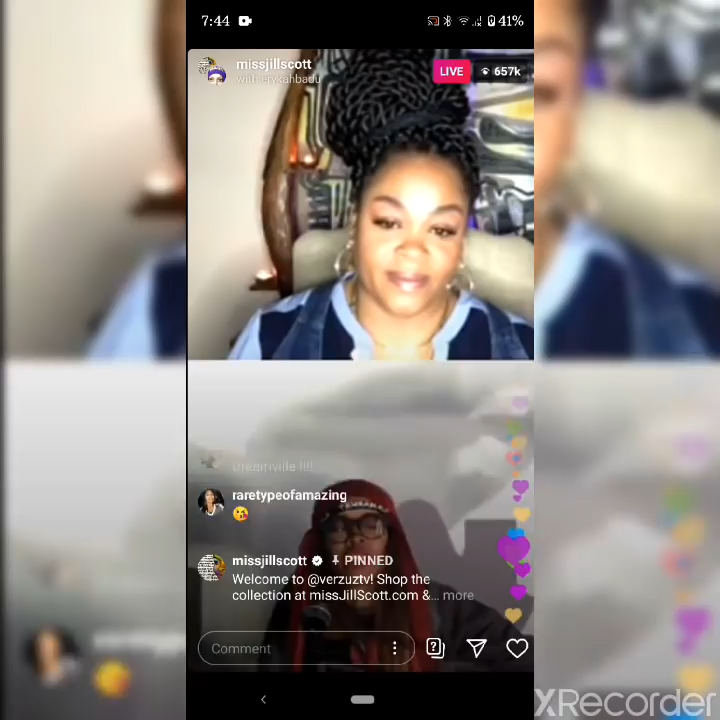 7:44
41%
missjillscott
with erykahbadu
LIVE
657k
Dreamville !!!!
raretypeofamazing
😘
missjillscott
PINNED
Welcome to @verzuztv! Shop the
collection at missJillScott.com &... more
Comment
XRecorder